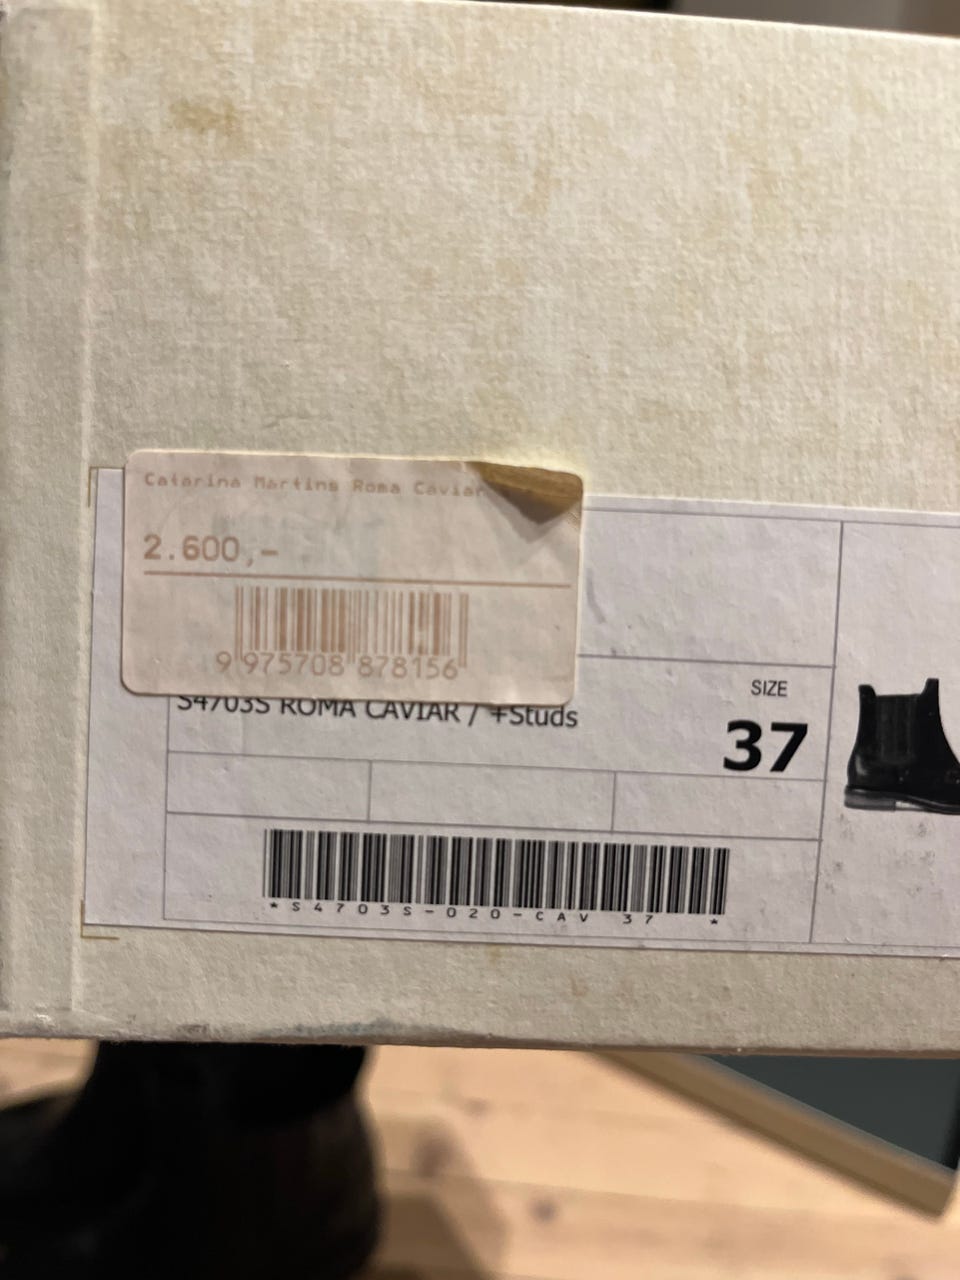 Catarina Martins Roma Caviar
2.600,-
9 975708 878156
S4703S ROMA CAVIAR / +Studs
SIZE
37
*S4703S-020-CAV 37 *